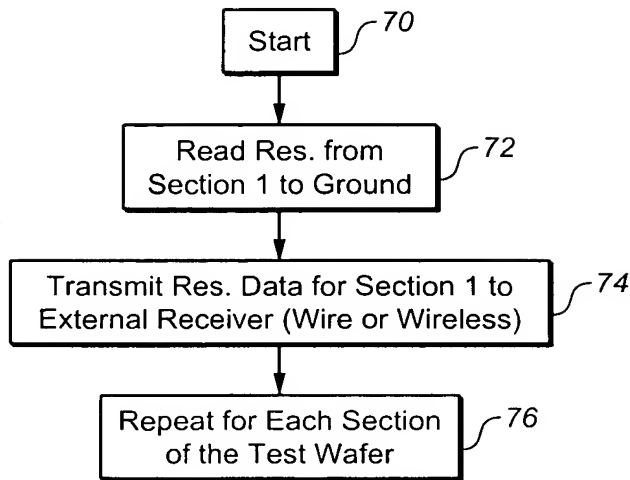 Start
70
Read Res. from
Section 1 to Ground
72
Transmit Res. Data for Section 1 to
External Receiver (Wire or Wireless)
74
Repeat for Each Section
of the Test Wafer
76